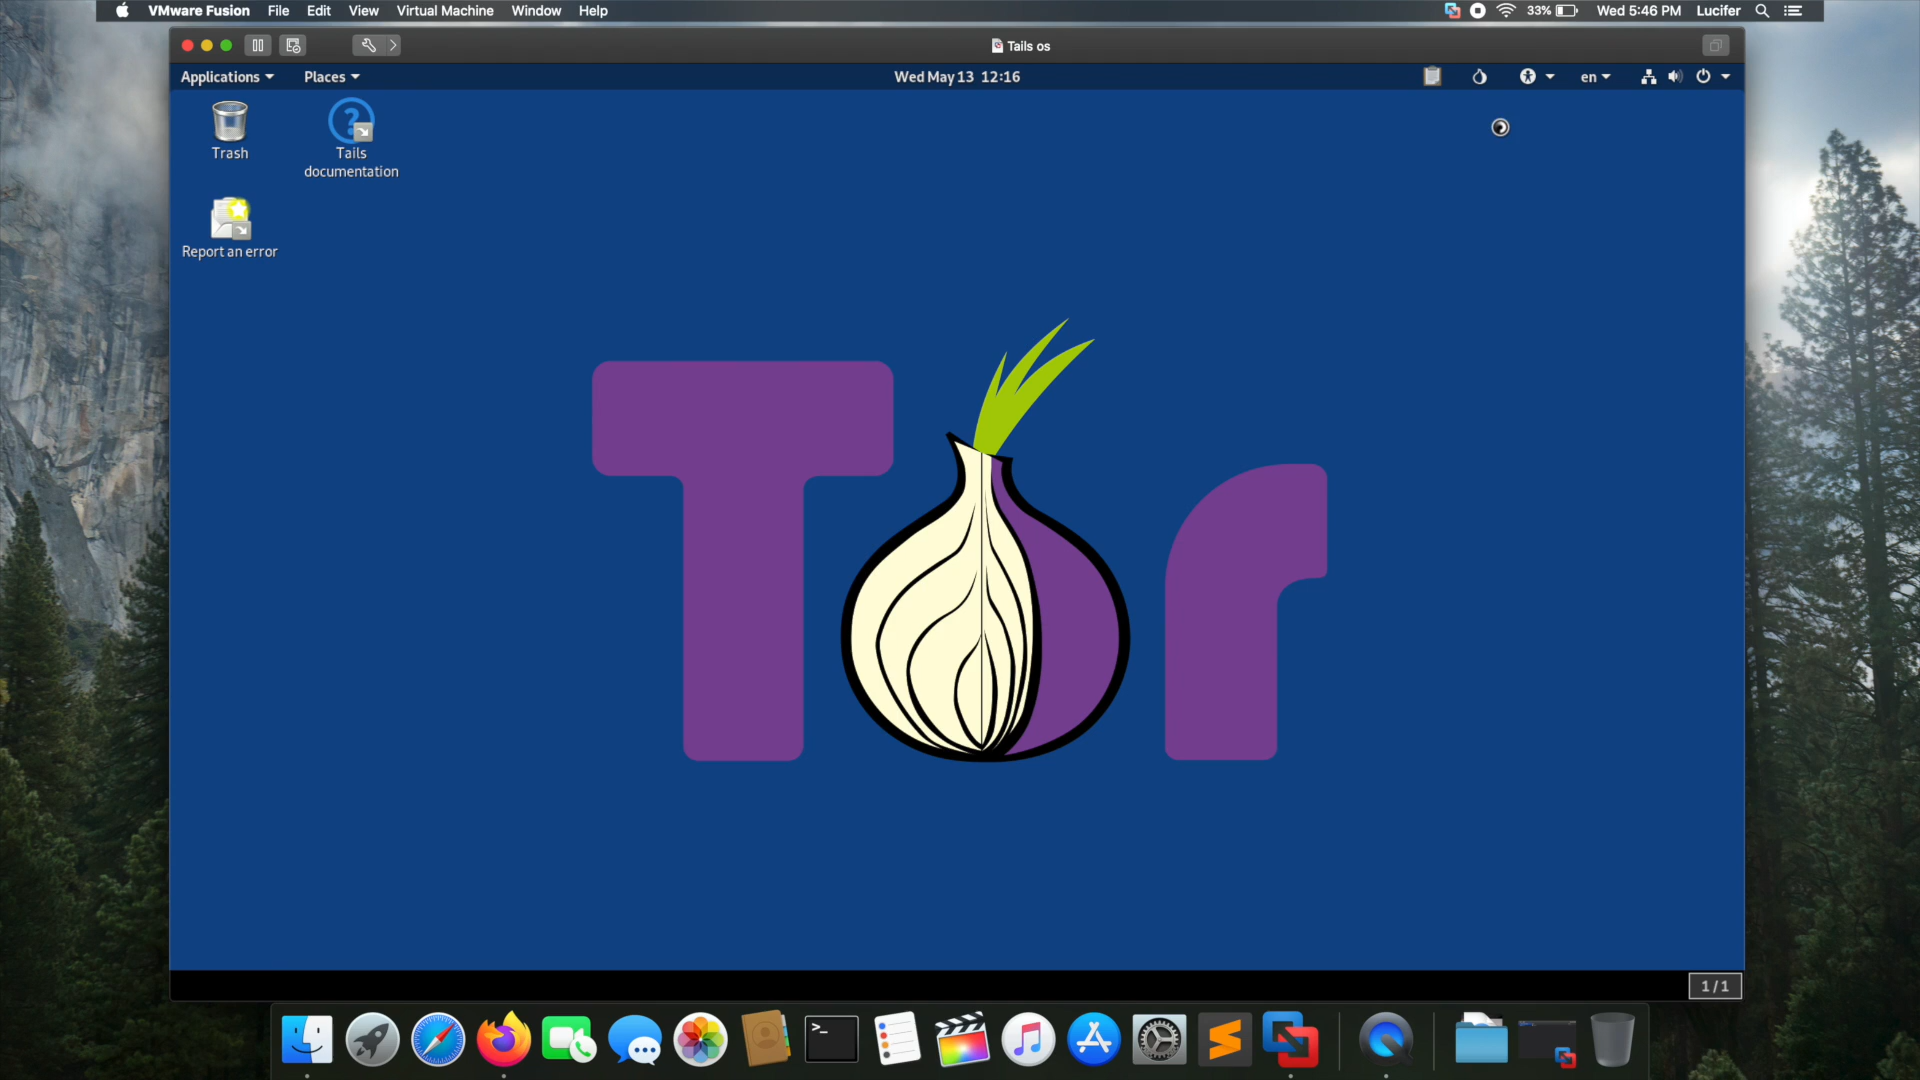 VMware Fusion File Edit View Virtual Machine Window Help 33% Wed 5:46 PM Lucifer
Tails os
Applications Places Wed May 13 12:16 en
Trash
Tails
documentation
Report an error
Tor
1 / 1
>_